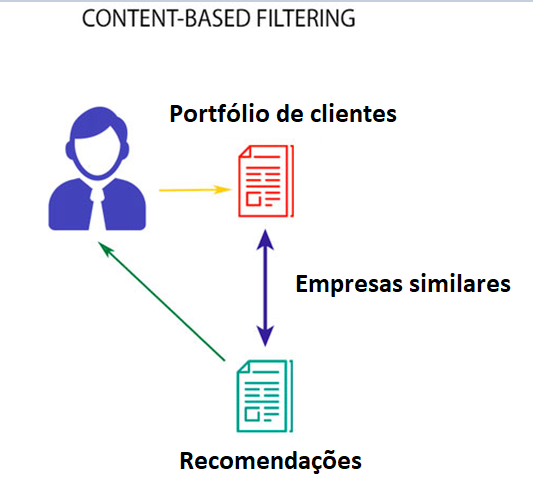 CONTENT-BASED FILTERING
Portfólio de clientes
Empresas similares
Recomendações